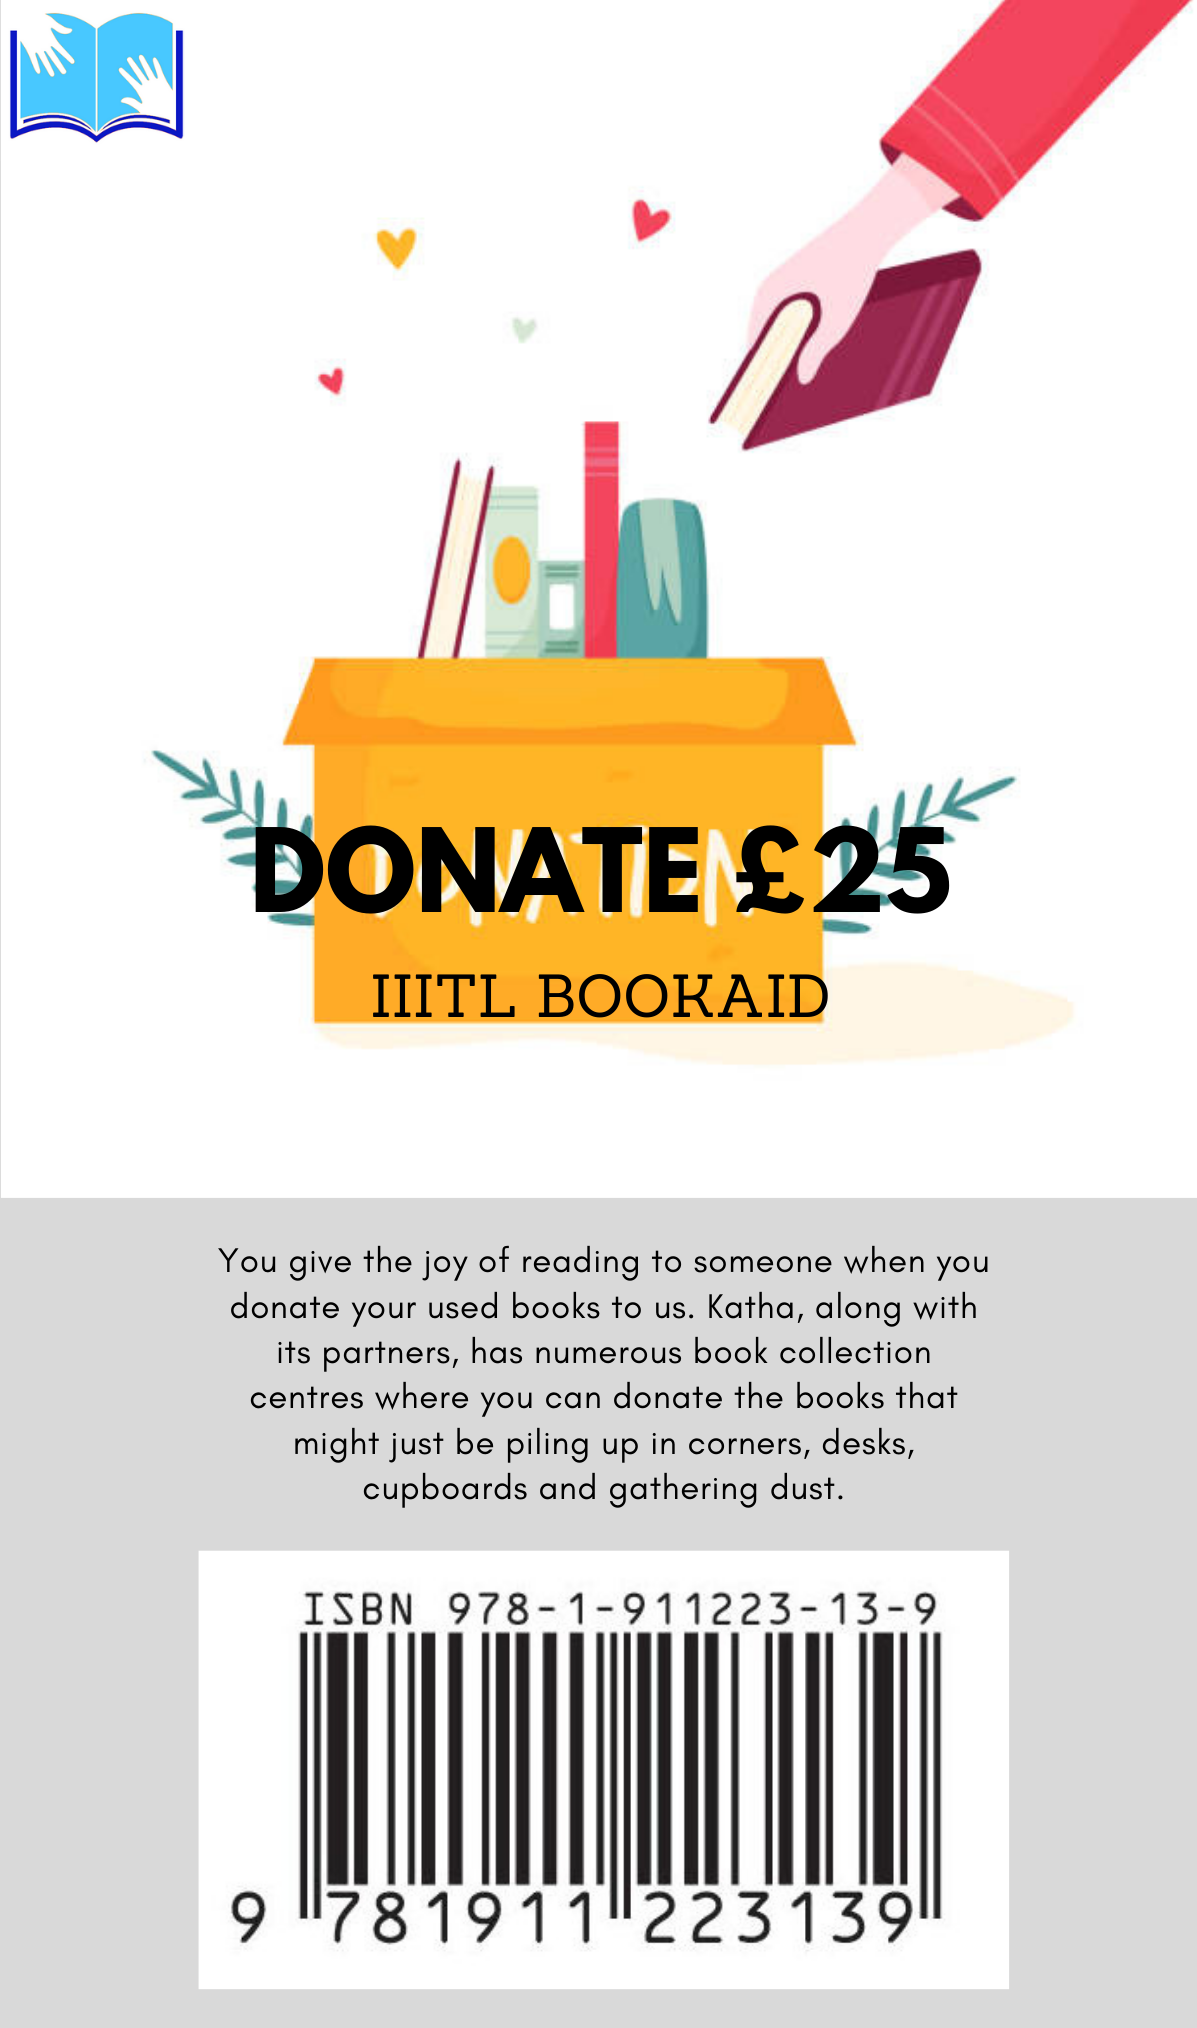 DONATE £25
IIITL BOOKAID
You give the joy of reading to someone when you
donate your used books to us. Katha, along with
its partners, has numerous book collection
centres where you can donate the books that
might just be piling up in corners, desks,
cupboards and gathering dust.
ISBN 978-1-911223-13-9
9 781911 223139